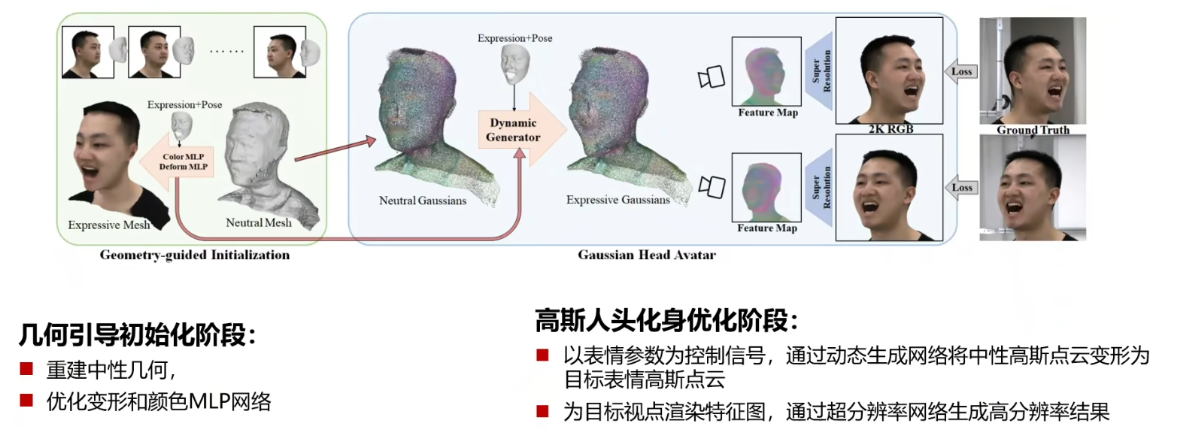 Expression+Pose
Color MLP
Deform MLP
Expressive Mesh
Neutral Mesh
Geometry-guided Initialization
Expression+Pose
Dynamic
Generator
Neutral Gaussians
Expressive Gaussians
Feature Map
Super
Resolution
2K RGB
Loss
Ground Truth
Feature Map
Super
Resolution
Loss
Gaussian Head Avatar
几何引导初始化阶段：
重建中性几何，
优化变形和颜色MLP网络
高斯人头化身优化阶段：
以表情参数为控制信号，通过动态生成网络将中性高斯点云变形为
目标表情高斯点云
为目标视点渲染特征图，通过超分辨率网络生成高分辨率结果